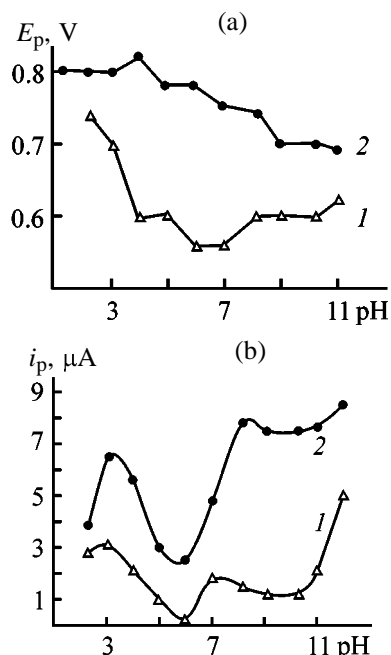 (a)
E_p, V
0.8
0.7
0.6
2
1
3 7 11 pH
(b)
i_p, μA
9
7
5
3
1
2
1
3 7 11 pH